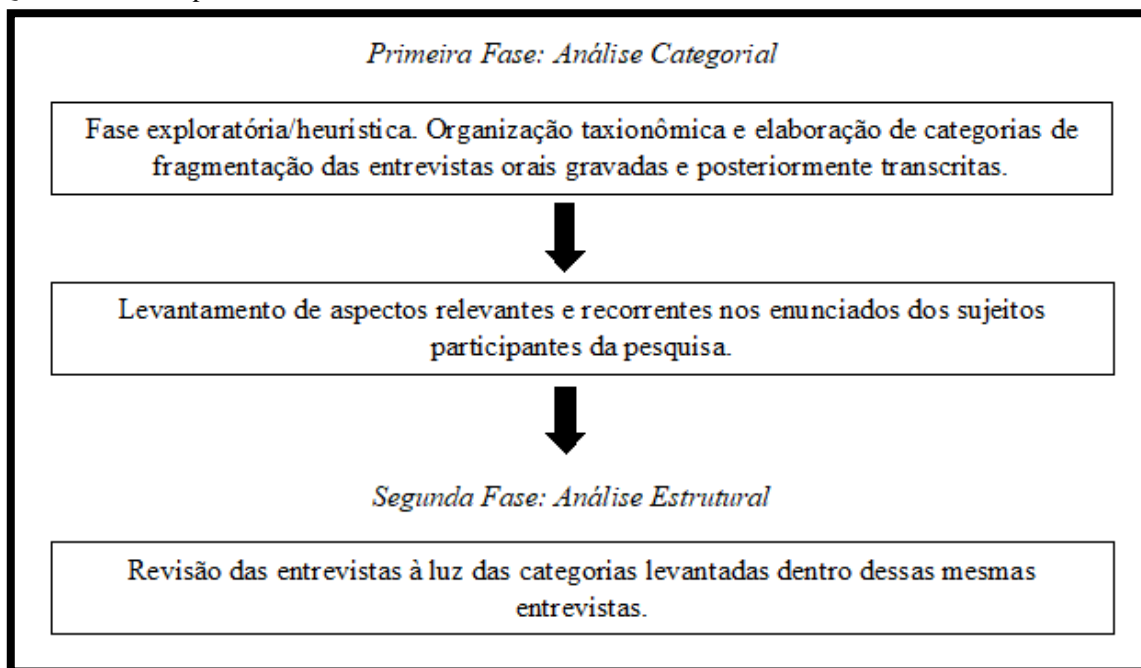 Primeira Fase: Análise Categorial
Fase exploratória/heurística. Organização taxionômica e elaboração de categorias de
fragmentação das entrevistas orais gravadas e posteriormente transcritas.
Levantamento de aspectos relevantes e recorrentes nos enunciados dos sujeitos
participantes da pesquisa.
Segunda Fase: Análise Estrutural
Revisão das entrevistas à luz das categorias levantadas dentro dessas mesmas
entrevistas.